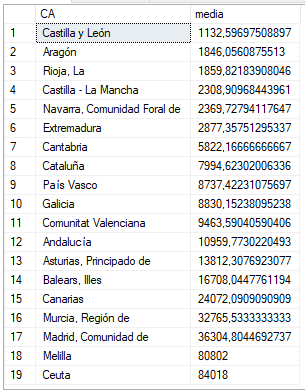 CA media
1 Castilla y León 1132,59697508897
2 Aragón 1846,0560875513
3 Rioja, La 1859,82183908046
4 Castilla - La Mancha 2308,90968443961
5 Navarra, Comunidad Foral de 2369,72794117647
6 Extremadura 2877,35751295337
7 Cantabria 5822,16666666667
8 Cataluña 7994,62302006336
9 País Vasco 8737,42231075697
10 Galicia 8830,15238095238
11 Comunitat Valenciana 9463,59040590406
12 Andalucía 10959,7730220493
13 Asturias, Principado de 13812,3076923077
14 Balears, Illes 16708,0447761194
15 Canarias 24072,0909090909
16 Murcia, Región de 32765,5333333333
17 Madrid, Comunidad de 36304,8044692737
18 Melilla 80802
19 Ceuta 84018